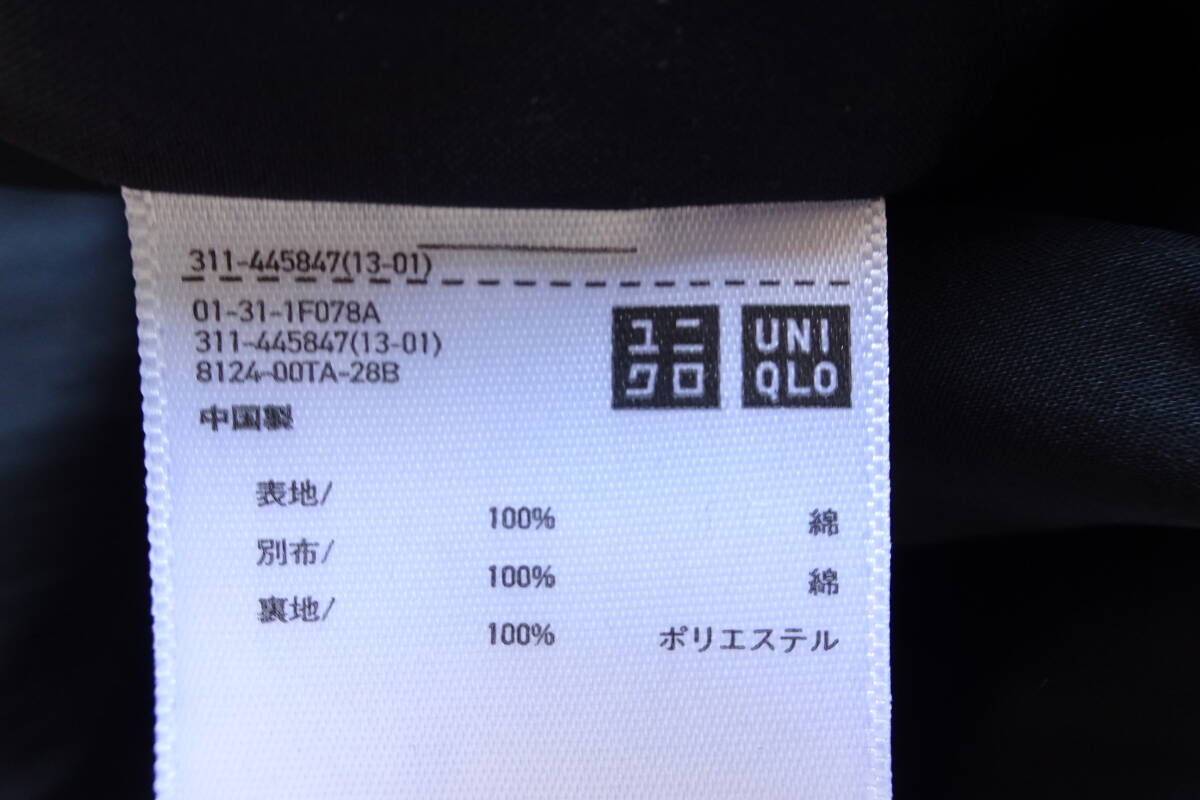 311-445847(13-01)
01-31-1F078A
311-445847(13-01)
8124-00TA-28B
中国製
ユニ
クロ
UNI
QLO
表地/
100% 綿
別布/
100% 綿
裏地/
100% ポリエステル